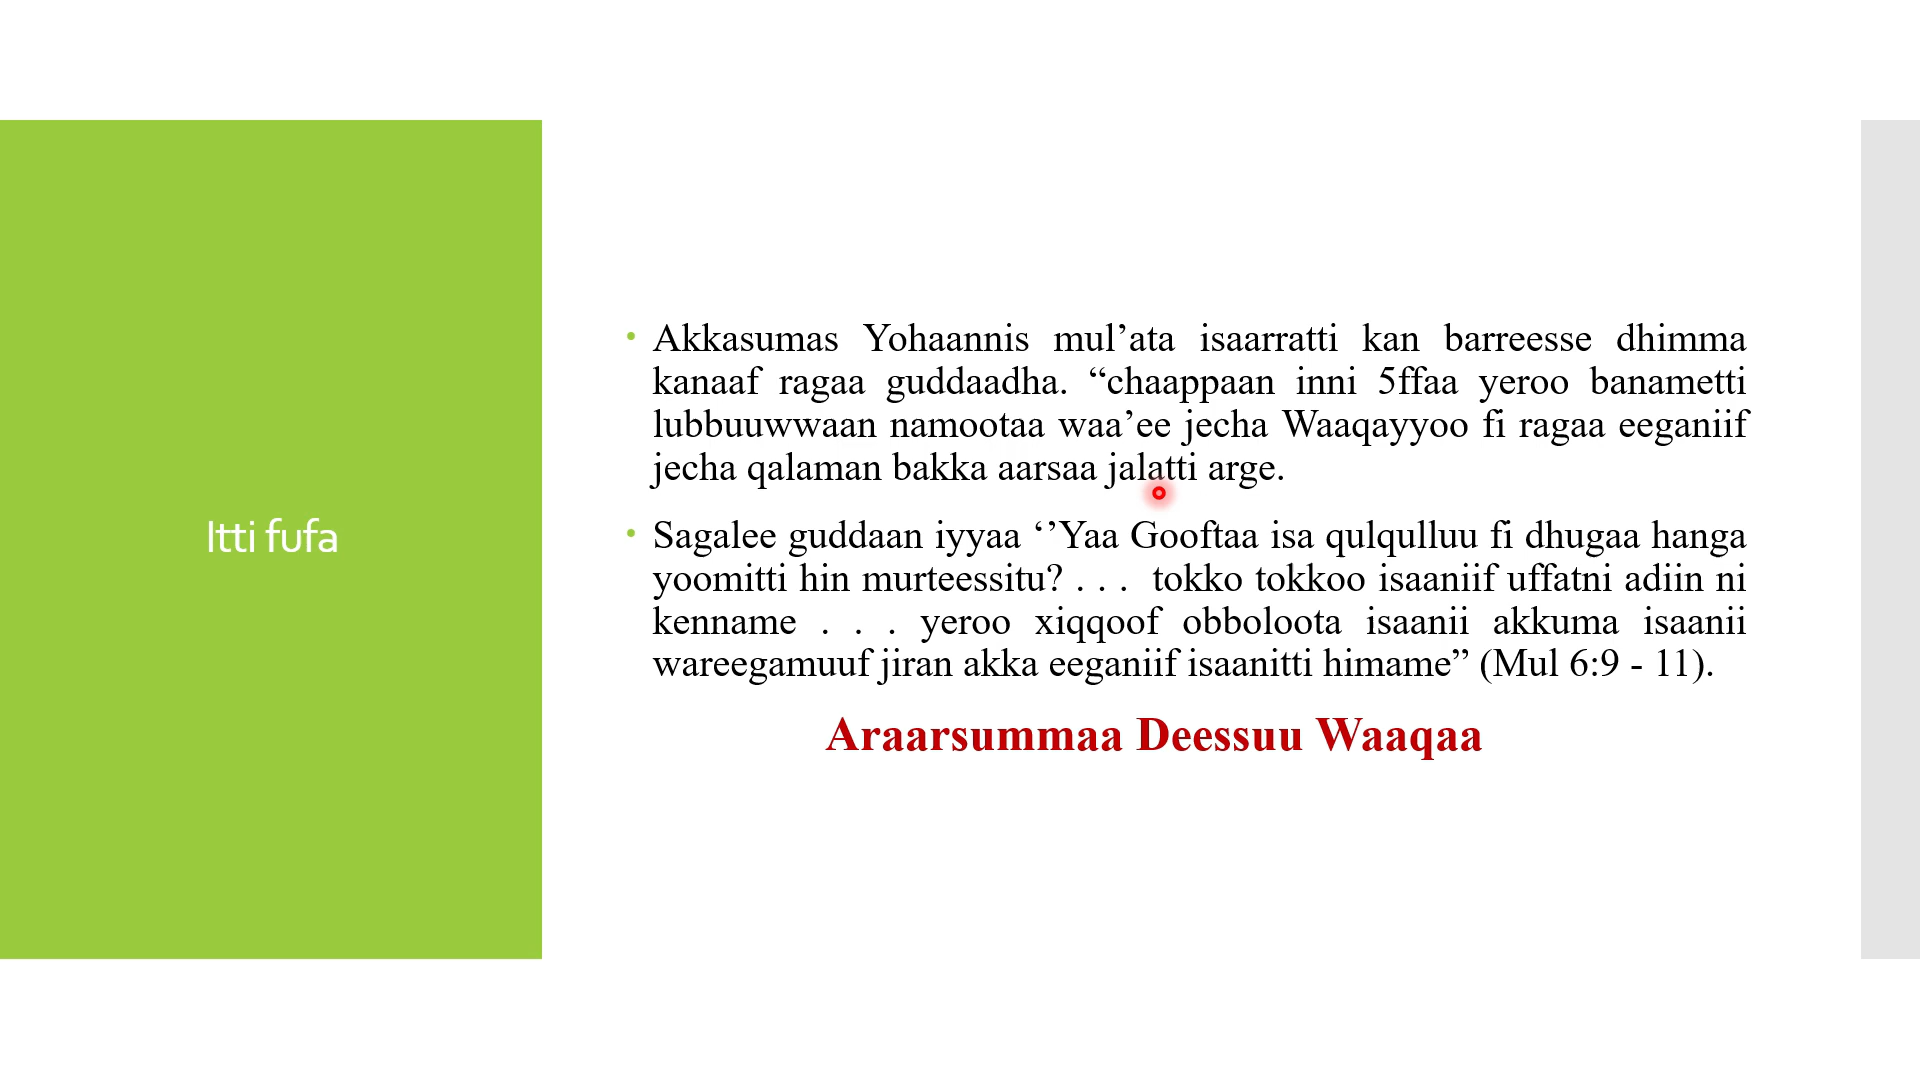 Itti fufa
• Akkasumas Yohaannis mul’ata isaarratti kan barreesse dhimma
kanaaf ragaa guddaadha. “chaappaan inni 5ffaa yeroo banametti
lubbuuwwaan namootaa waa’ee jecha Waaqayyoo fi ragaa eeganiif
jecha qalaman bakka aarsaa jalatti arge.
• Sagalee guddaan iyyaa ‘’Yaa Gooftaa isa qulqulluu fi dhugaa hanga
yoomitti hin murteessitu? . . . tokko tokkoo isaaniif uffatni adiin ni
kenname . . . yeroo xiqqoof obboloota isaanii akkuma isaanii
wareegamuuf jiran akka eeganiif isaanitti himame” (Mul 6:9 - 11).
Araarsummaa Deessuu Waaqaa